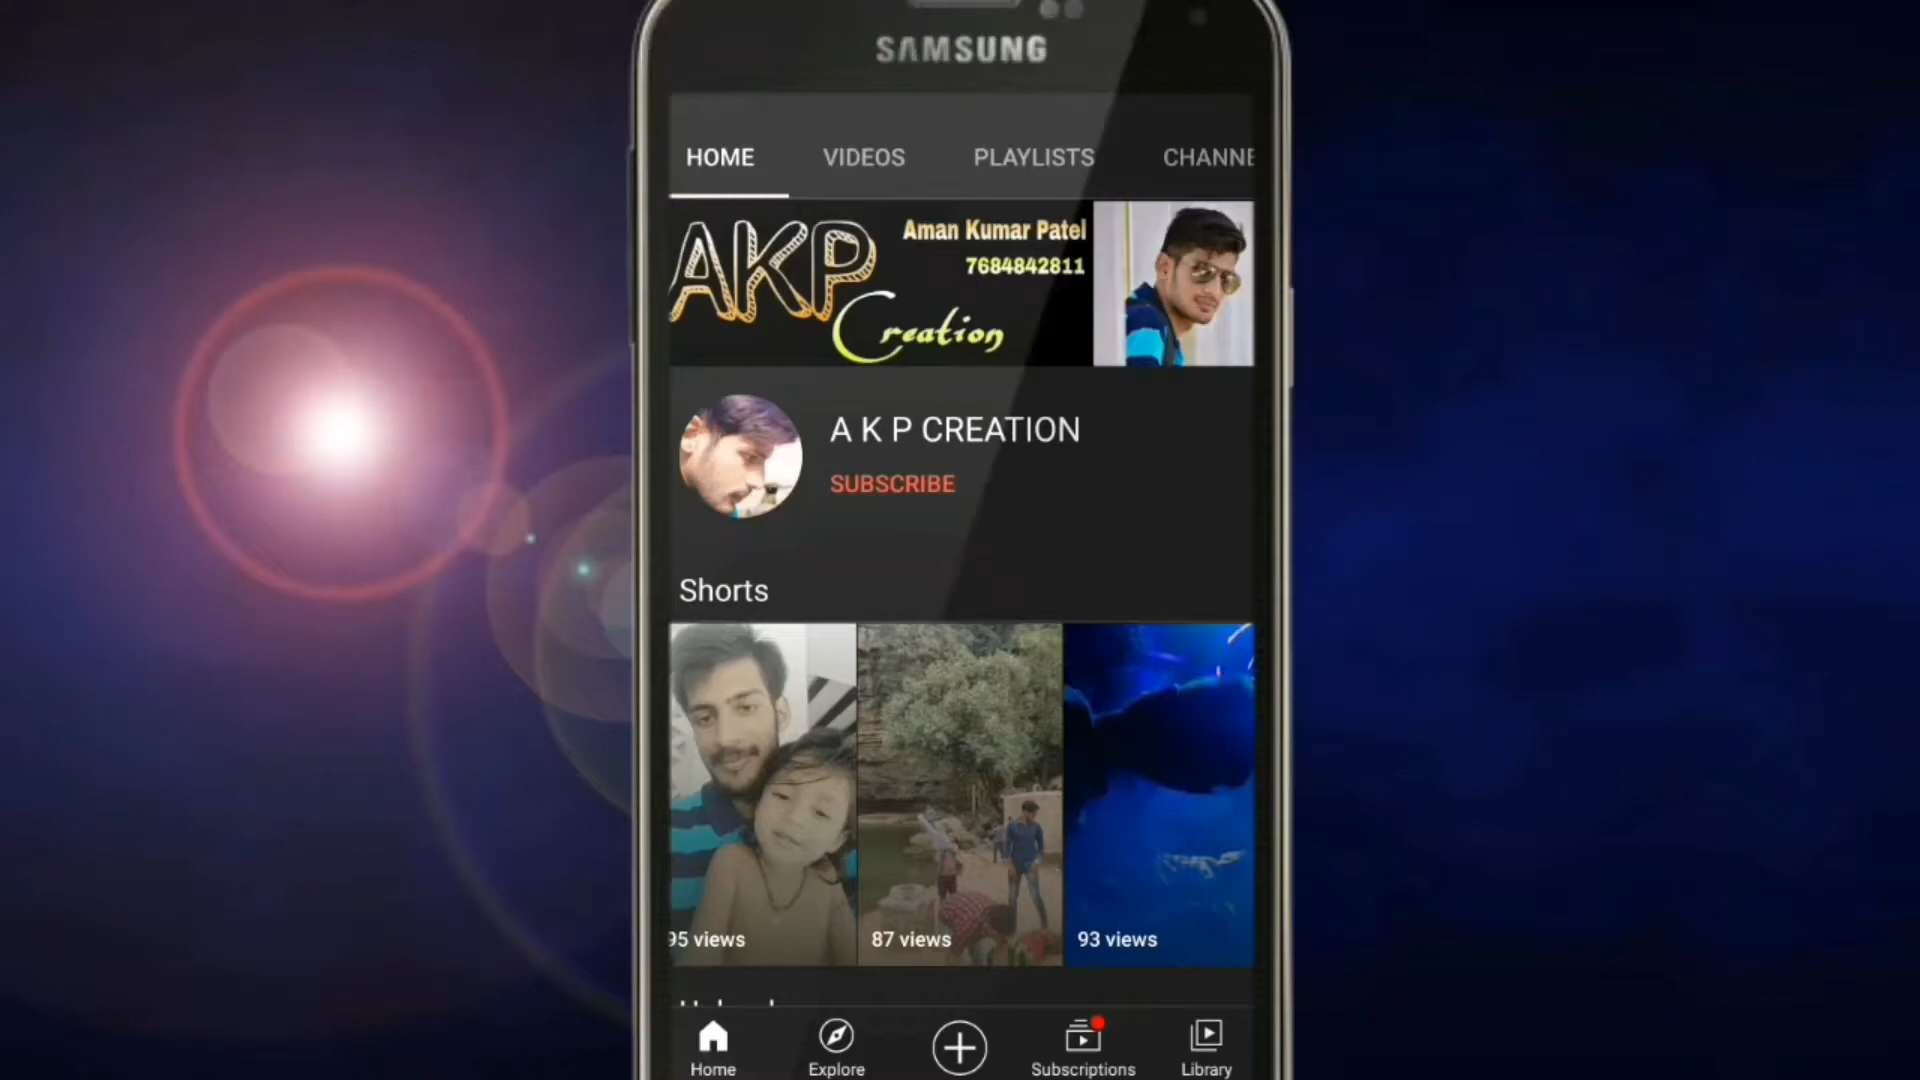 SAMSUNG
HOME VIDEOS PLAYLISTS CHANNE
AKP
Creation
Aman Kumar Patel
7684842811
A K P CREATION
SUBSCRIBE
Shorts
95 views
87 views
93 views
Home
Explore
Subscriptions
Library